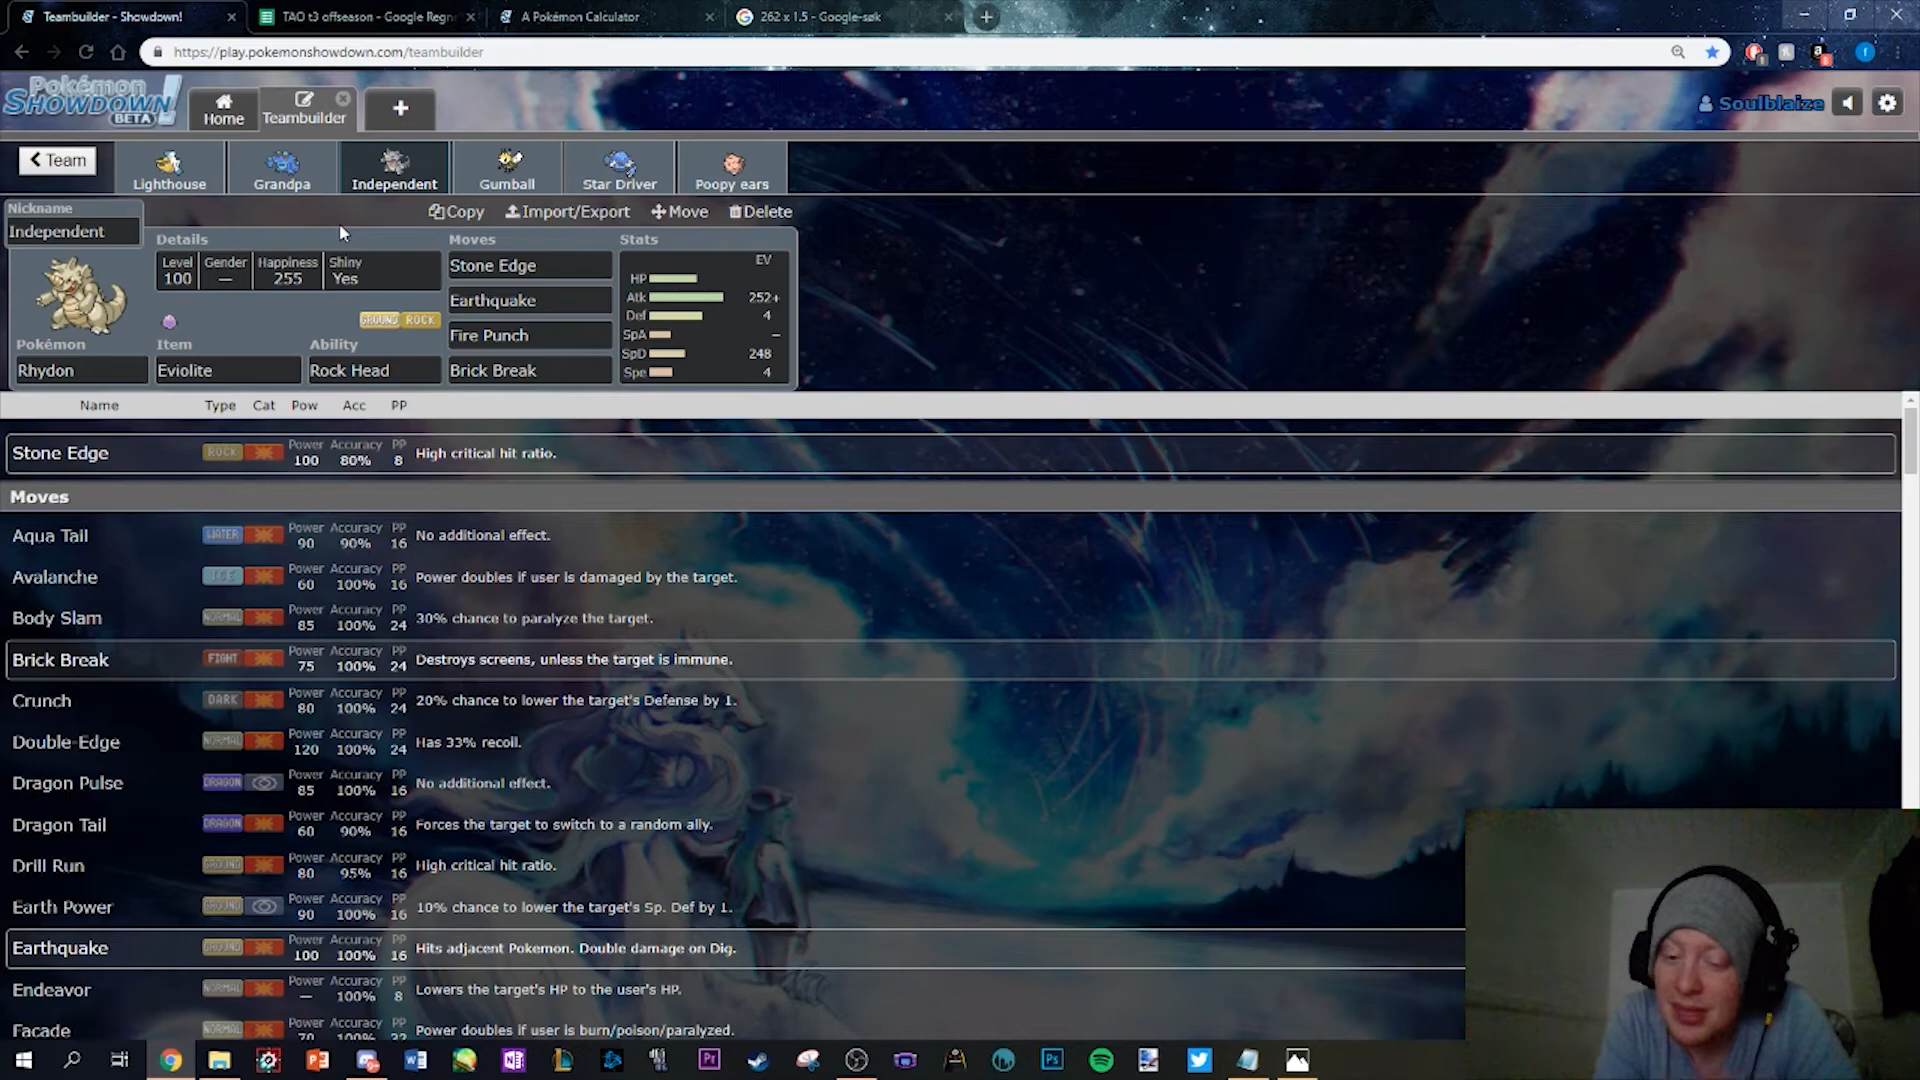 Teambuilder - Showdown!
TAO t3 offseason - Google Regn
A Pokémon Calculator
262 x 1.5 - Google-søk
https://play.pokemonshowdown.com/teambuilder
Pokémon
SHOWDOWN!
BETA
Home
Teambuilder
Soulblaize
Team
Lighthouse
Grandpa
Independent
Gumball
Star Driver
Poopy ears
Nickname
Independent
Copy
Import/Export
Move
Delete
Details
Moves
Stats
Level
Gender
Happiness
Shiny
100
—
255
Yes
Stone Edge
Earthquake
Fire Punch
Brick Break
EV
HP
Atk 252+
Def 4
SpA –
SpD 248
Spe 4
GROUND ROCK
Pokémon
Item
Ability
Rhydon
Eviolite
Rock Head
Name Type Cat Pow Acc PP
Stone Edge ROCK Power 100 Accuracy 80% PP 8 High critical hit ratio.
Moves
Aqua Tail WATER Power 90 Accuracy 90% PP 16 No additional effect.
Avalanche ICE Power 60 Accuracy 100% PP 16 Power doubles if user is damaged by the target.
Body Slam NORMAL Power 85 Accuracy 100% PP 24 30% chance to paralyze the target.
Brick Break FIGHT Power 75 Accuracy 100% PP 24 Destroys screens, unless the target is immune.
Crunch DARK Power 80 Accuracy 100% PP 24 20% chance to lower the target's Defense by 1.
Double-Edge NORMAL Power 120 Accuracy 100% PP 24 Has 33% recoil.
Dragon Pulse DRAGON Power 85 Accuracy 100% PP 16 No additional effect.
Dragon Tail DRAGON Power 60 Accuracy 90% PP 16 Forces the target to switch to a random ally.
Drill Run GROUND Power 80 Accuracy 95% PP 16 High critical hit ratio.
Earth Power GROUND Power 90 Accuracy 100% PP 16 10% chance to lower the target's Sp. Def by 1.
Earthquake GROUND Power 100 Accuracy 100% PP 16 Hits adjacent Pokemon. Double damage on Dig.
Endeavor NORMAL Power — Accuracy 100% PP 8 Lowers the target's HP to the user's HP.
Facade NORMAL Power 70 Accuracy 100% PP 32 Power doubles if user is burn/poison/paralyzed.